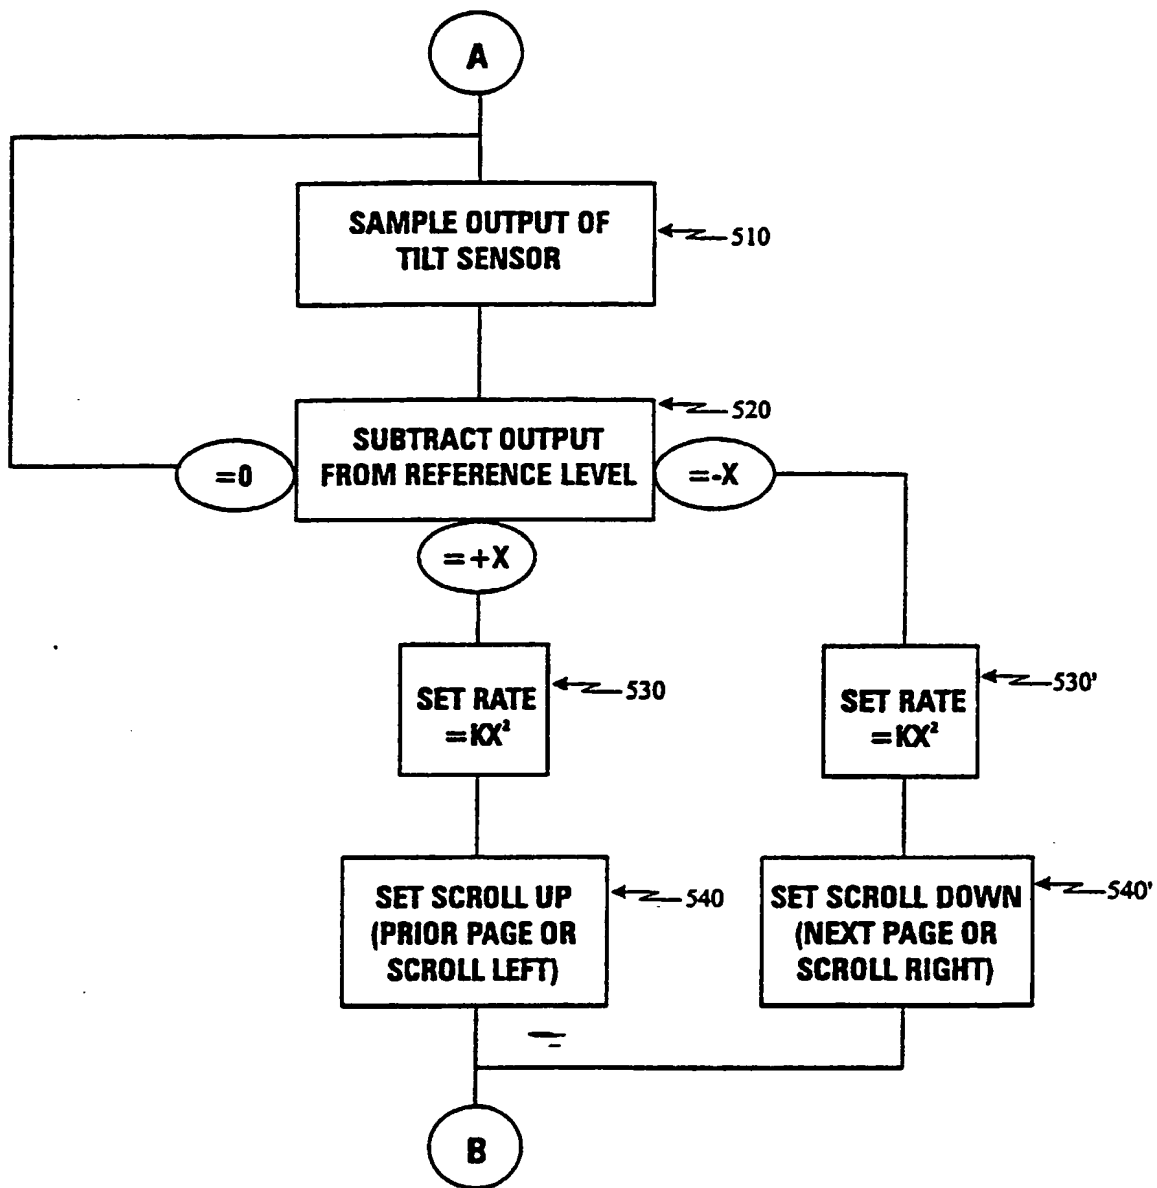 A
SAMPLE OUTPUT OF
TILT SENSOR
510
520
SUBTRACT OUTPUT
FROM REFERENCE LEVEL
=0
=-X
=+X
SET RATE
=KX²
530
SET RATE
=KX²
530'
SET SCROLL UP
(PRIOR PAGE OR
SCROLL LEFT)
540
SET SCROLL DOWN
(NEXT PAGE OR
SCROLL RIGHT)
540'
B